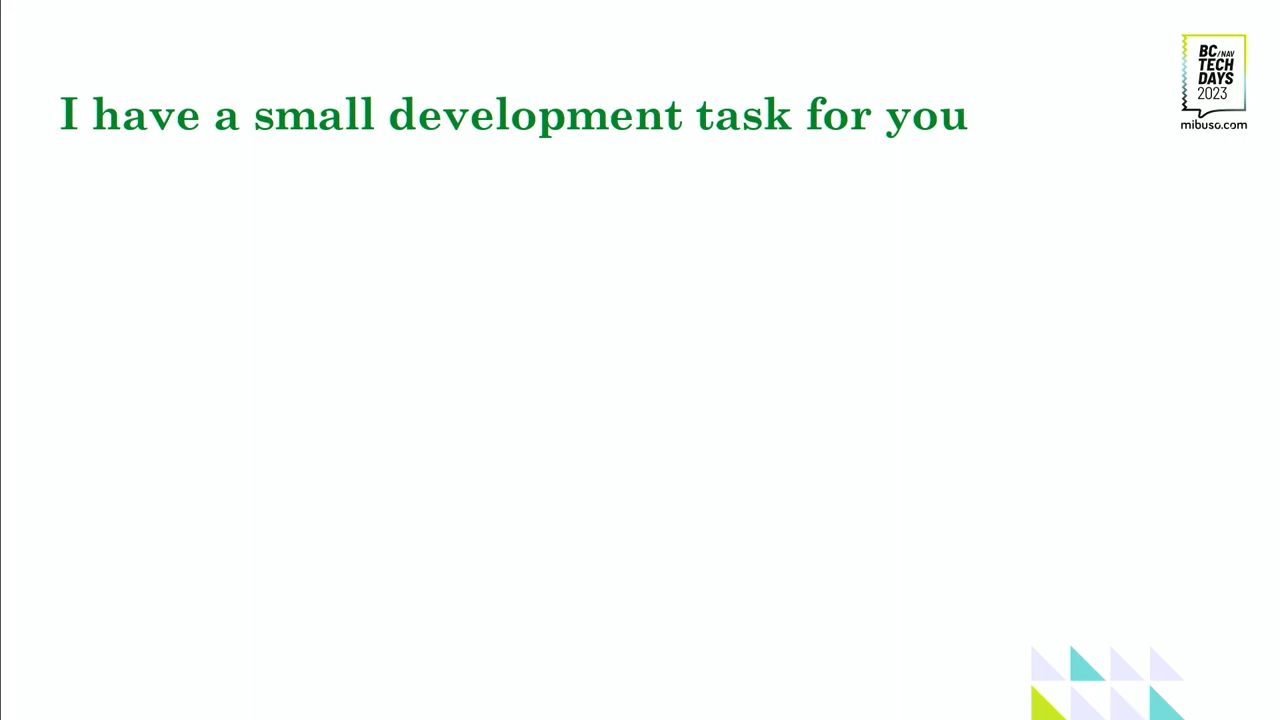 I have a small development task for you
BC/NAV
TECH
DAYS
2023
mibuso.com